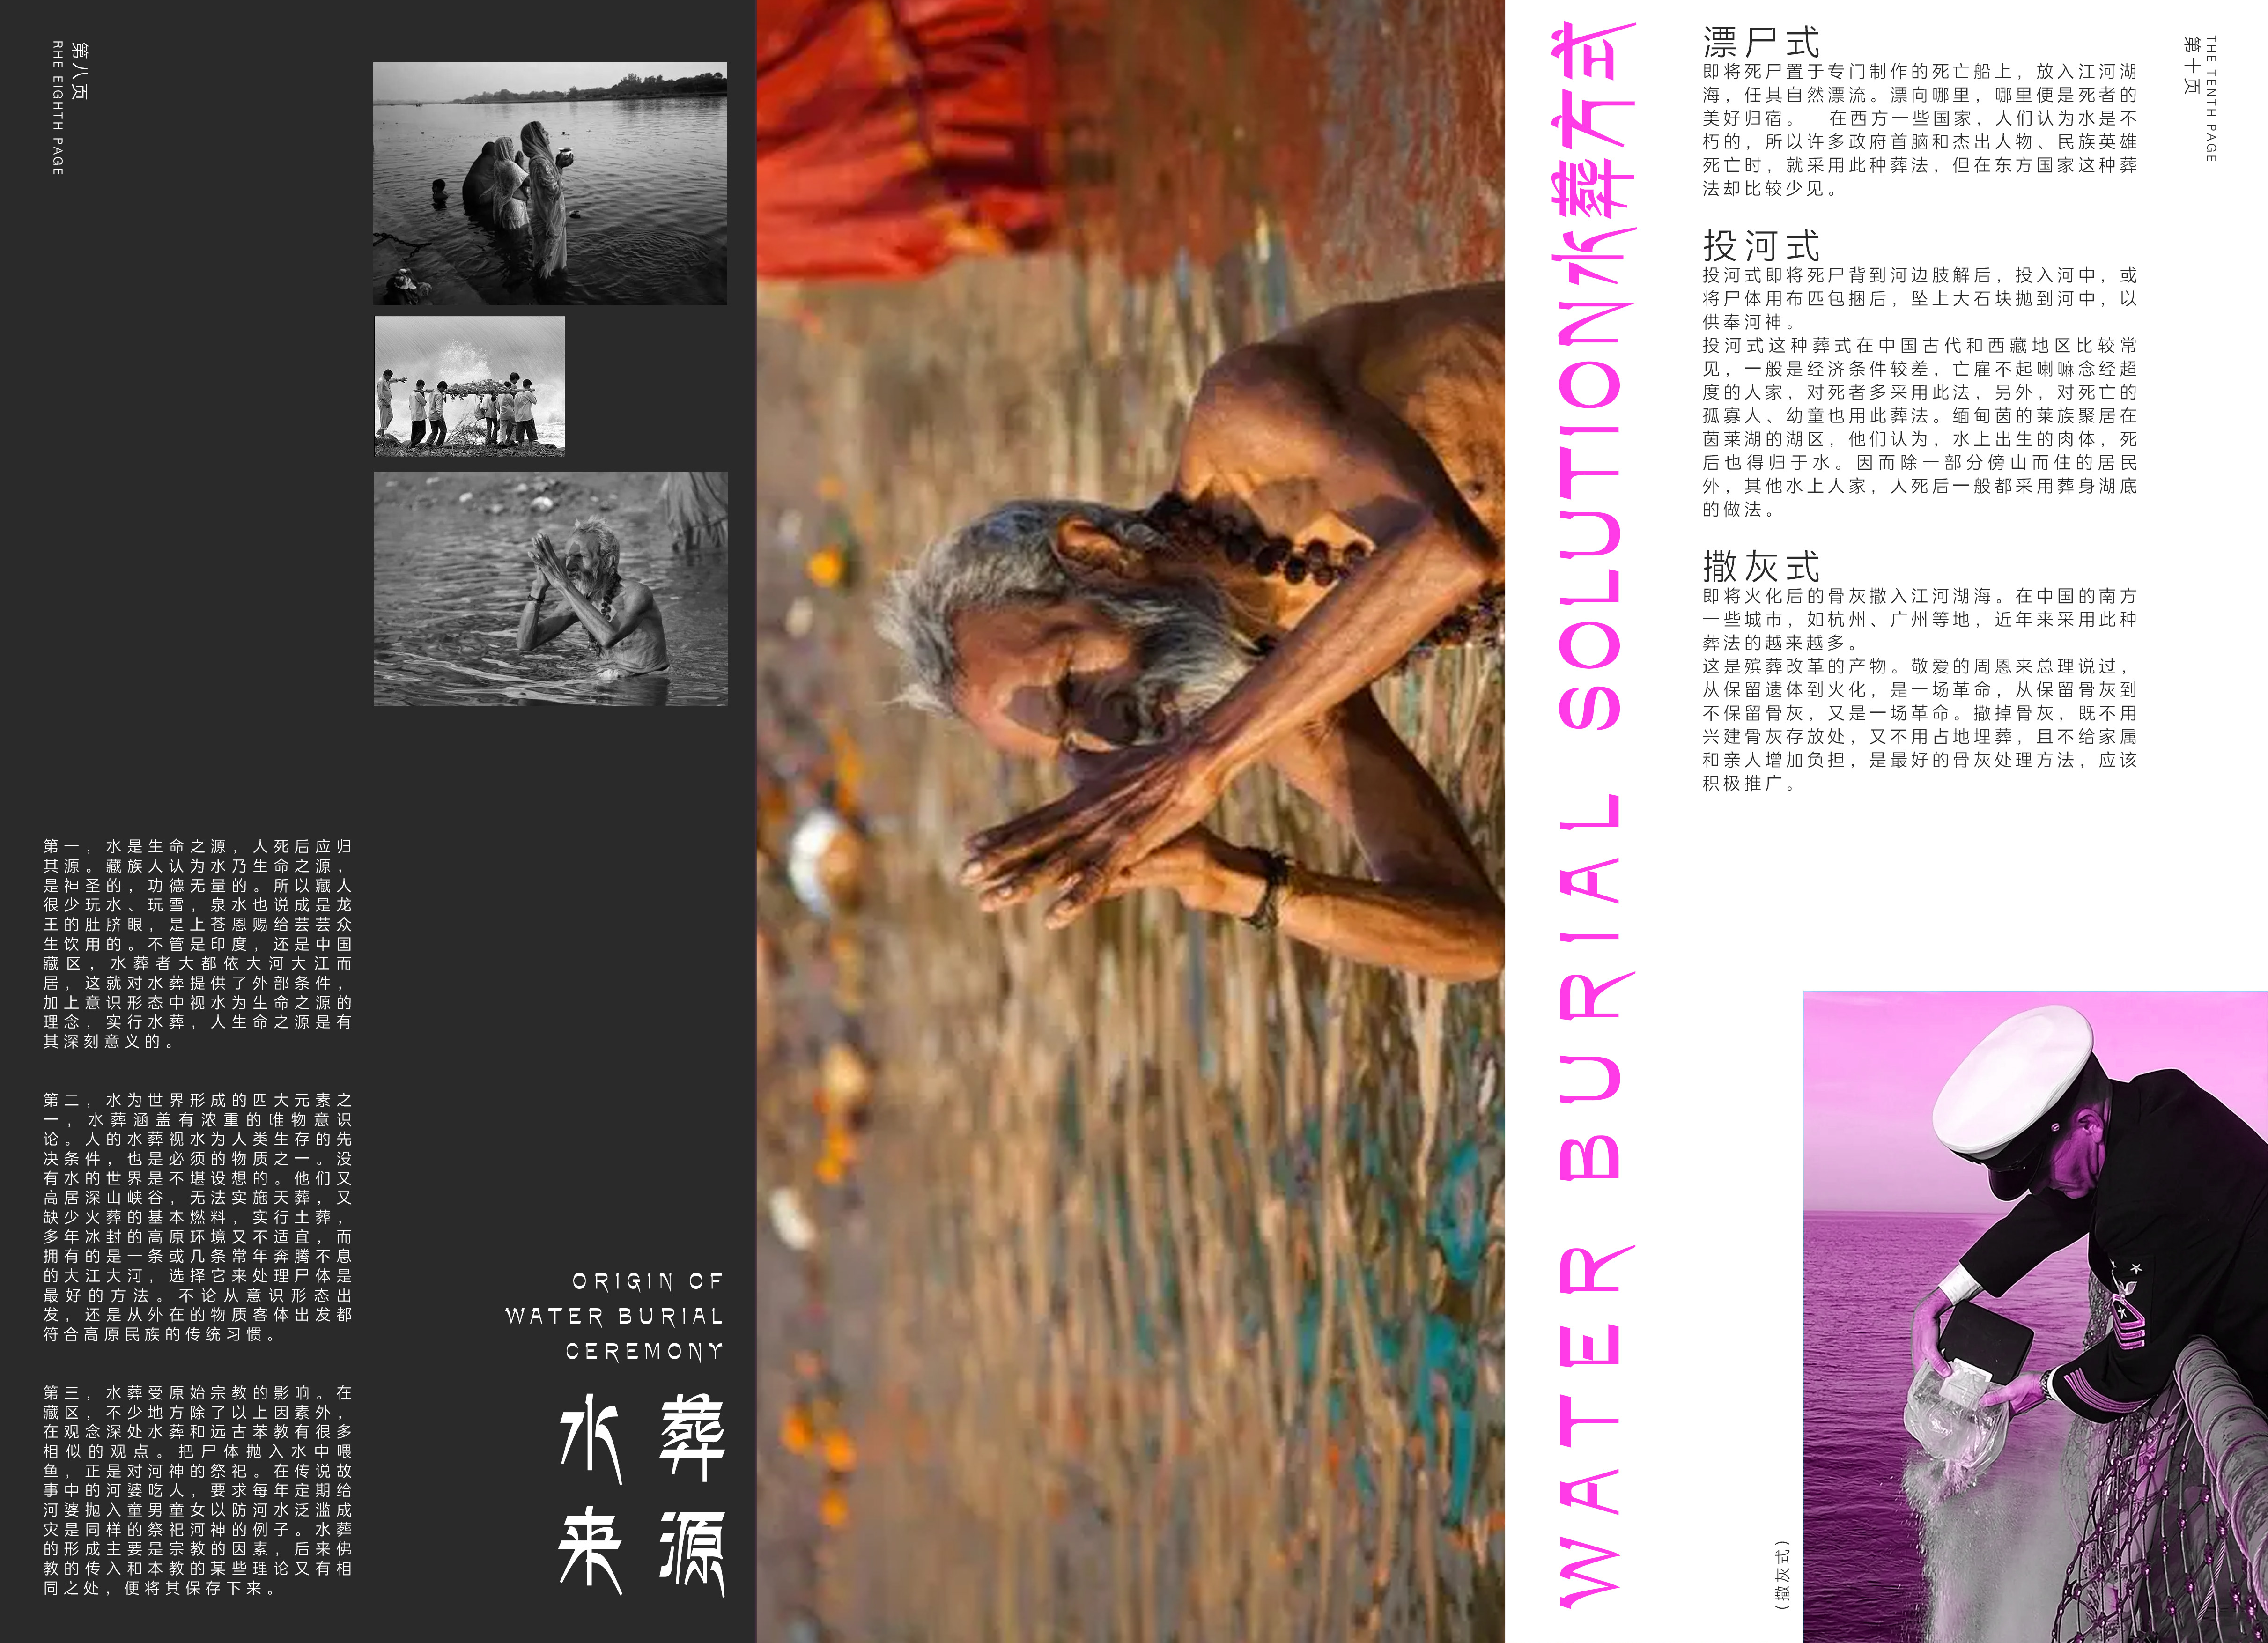 第八页
RHE EIGHTH PAGE
第一，水是生命之源，人死后应归
其源。藏族人认为水乃生命之源，
是神圣的，功德无量的。所以藏人
很少玩水、玩雪，泉水也说成是龙
王的肚脐眼，是上苍恩赐给芸芸众
生饮用的。不管是印度，还是中国
藏区，水葬者大都依大河大江而
居，这就对水葬提供了外部条件，
加上意识形态中视水为生命之源的
理念，实行水葬，人生命之源是有
其深刻意义的。
第二，水为世界形成的四大元素之
一，水葬涵盖有浓重的唯物意识
论。人的水葬视水为人类生存的先
决条件，也是必须的物质之一。没
有水的世界是不堪设想的。他们又
高居深山峡谷，无法实施天葬，又
缺少火葬的基本燃料，实行土葬，
多年冰封的高原环境又不适宜，而
拥有的是一条或几条常年奔腾不息
的大江大河，选择它来处理尸体是
最好的方法。不论从意识形态出
发，还是从外在的物质客体出发都
符合高原民族的传统习惯。
第三，水葬受原始宗教的影响。在
藏区，不少地方除了以上因素外，
在观念深处水葬和远古苯教有很多
相似的观点。把尸体抛入水中喂
鱼，正是对河神的祭祀。在传说故
事中的河婆吃人，要求每年定期给
河婆抛入童男童女以防河水泛滥成
灾是同样的祭祀河神的例子。水葬
的形成主要是宗教的因素，后来佛
教的传入和本教的某些理论又有相
同之处，便将其保存下来。
ORIGIN OF
WATER BURIAL
CEREMONY
水葬
来源
WATER BURIAL SOLUTION水葬方式
漂尸式
即将死尸置于专门制作的死亡船上，放入江河湖
海，任其自然漂流。漂向哪里，哪里便是死者的
美好归宿。　在西方一些国家，人们认为水是不
朽的，所以许多政府首脑和杰出人物、民族英雄
死亡时，就采用此种葬法，但在东方国家这种葬
法却比较少见。
投河式
投河式即将死尸背到河边肢解后，投入河中，或
将尸体用布匹包捆后，坠上大石块抛到河中，以
供奉河神。
投河式这种葬式在中国古代和西藏地区比较常
见，一般是经济条件较差，亡雇不起喇嘛念经超
度的人家，对死者多采用此法，另外，对死亡的
孤寡人、幼童也用此葬法。缅甸茵的莱族聚居在
茵莱湖的湖区，他们认为，水上出生的肉体，死
后也得归于水。因而除一部分傍山而住的居民
外，其他水上人家，人死后一般都采用葬身湖底
的做法。
撒灰式
即将火化后的骨灰撒入江河湖海。在中国的南方
一些城市，如杭州、广州等地，近年来采用此种
葬法的越来越多。
这是殡葬改革的产物。敬爱的周恩来总理说过，
从保留遗体到火化，是一场革命，从保留骨灰到
不保留骨灰，又是一场革命。撒掉骨灰，既不用
兴建骨灰存放处，又不用占地埋葬，且不给家属
和亲人增加负担，是最好的骨灰处理方法，应该
积极推广。
THE TENTH PAGE
第十页
(撒灰式)